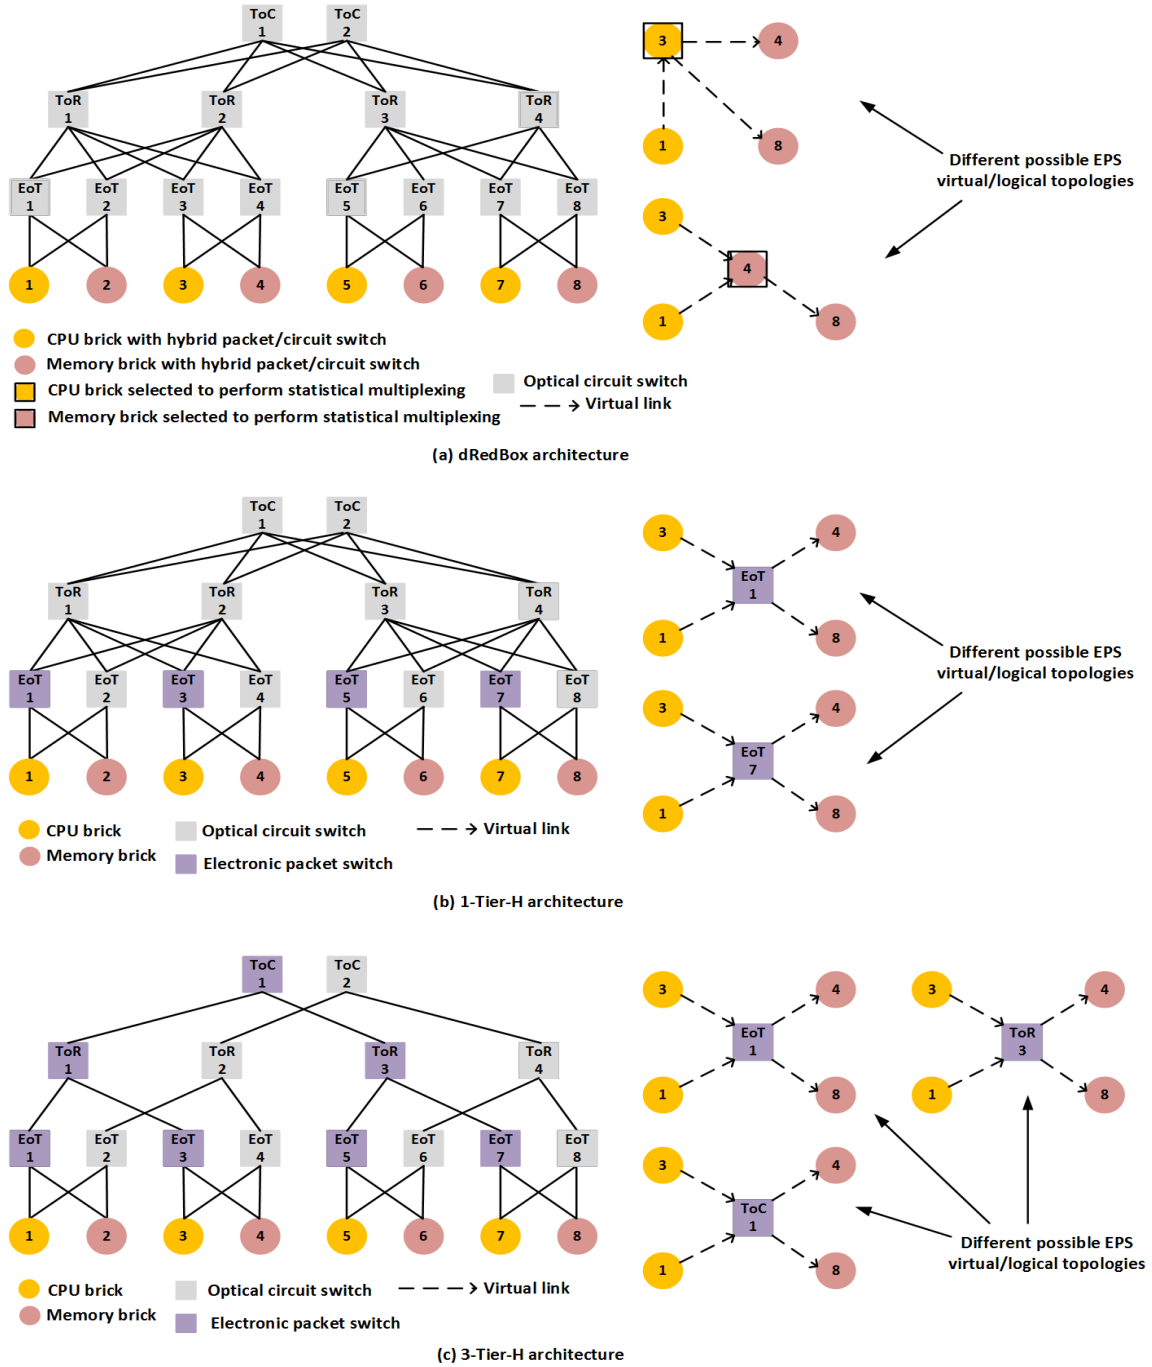 ToC
1
ToC
2
ToR
1
ToR
2
ToR
3
ToR
4
EoT
1
EoT
2
EoT
3
EoT
4
EoT
5
EoT
6
EoT
7
EoT
8
1
2
3
4
5
6
7
8
3
4
1
8
3
4
1
8
Different possible EPS
virtual/logical topologies
CPU brick with hybrid packet/circuit switch
Memory brick with hybrid packet/circuit switch
CPU brick selected to perform statistical multiplexing
Memory brick selected to perform statistical multiplexing
Optical circuit switch
Virtual link
(a) dRedBox architecture
ToC
1
ToC
2
ToR
1
ToR
2
ToR
3
ToR
4
EoT
1
EoT
2
EoT
3
EoT
4
EoT
5
EoT
6
EoT
7
EoT
8
1
2
3
4
5
6
7
8
3
4
EoT
1
1
8
3
4
EoT
7
1
8
Different possible EPS
virtual/logical topologies
CPU brick
Memory brick
Optical circuit switch
Electronic packet switch
Virtual link
(b) 1-Tier-H architecture
ToC
1
ToC
2
ToR
1
ToR
2
ToR
3
ToR
4
EoT
1
EoT
2
EoT
3
EoT
4
EoT
5
EoT
6
EoT
7
EoT
8
1
2
3
4
5
6
7
8
3
4
EoT
1
1
8
3
4
ToR
3
1
8
3
4
ToC
1
1
8
Different possible EPS
virtual/logical topologies
CPU brick
Memory brick
Optical circuit switch
Electronic packet switch
Virtual link
(c) 3-Tier-H architecture